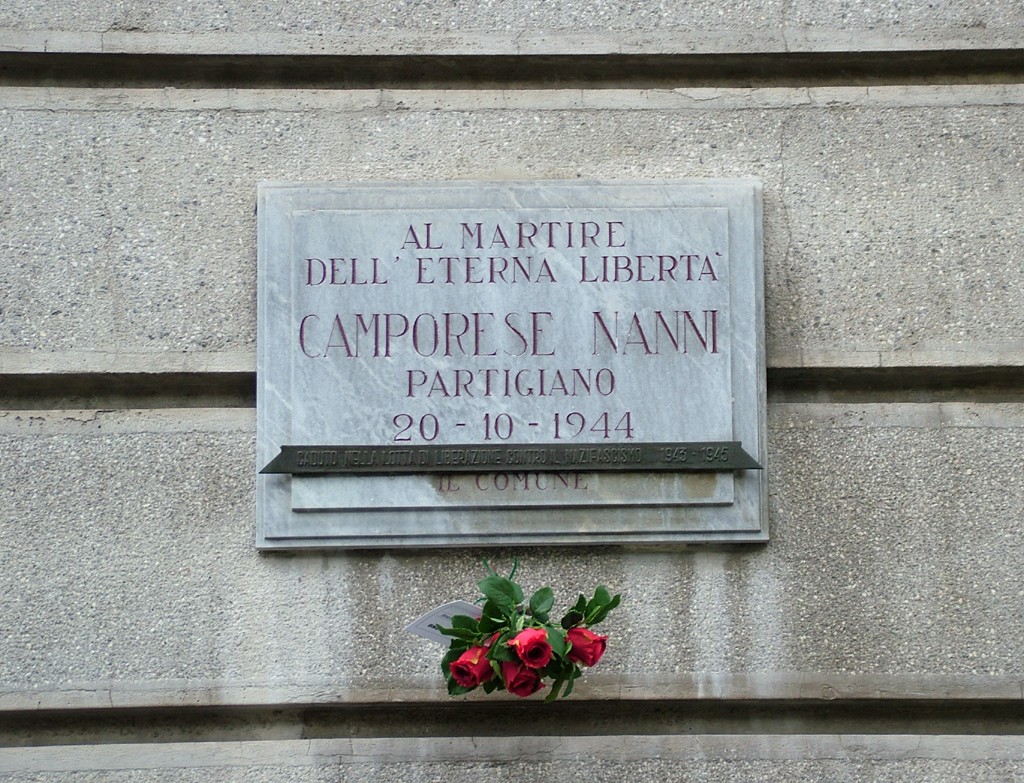 AL MARTIRE
DELL' ETERNA LIBERTÀ
CAMPORESE NANNI
PARTIGIANO
20 - 10 - 1944
CADUTO NELLA LOTTA DI LIBERAZIONE CONTRO IL NAZIFASCISMO 1943 - 1945
IL COMUNE